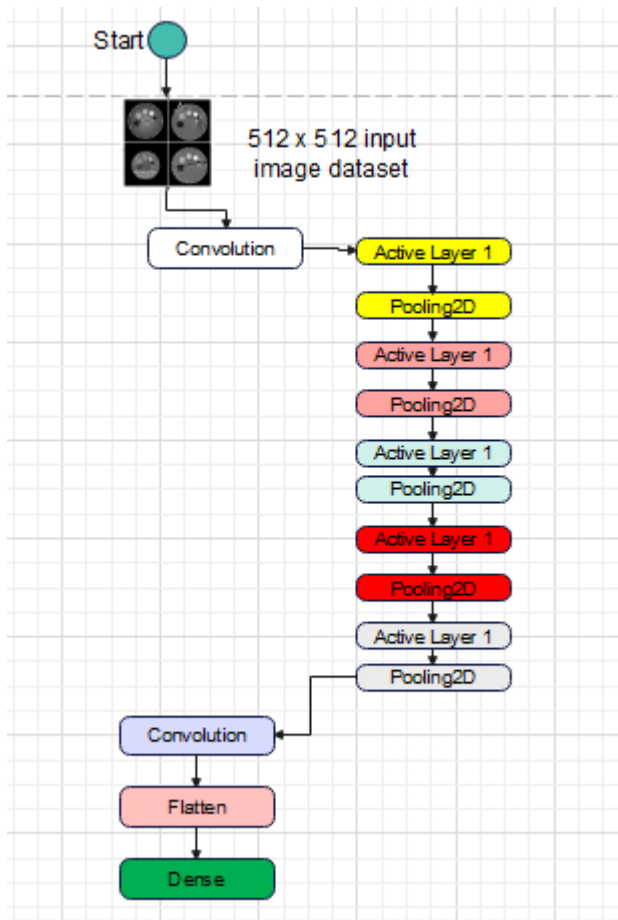 Start
512 x 512 input
image dataset
Convolution
Active Layer 1
Pooling2D
Active Layer 1
Pooling2D
Active Layer 1
Pooling2D
Active Layer 1
Pooling2D
Active Layer 1
Pooling2D
Convolution
Flatten
Dense